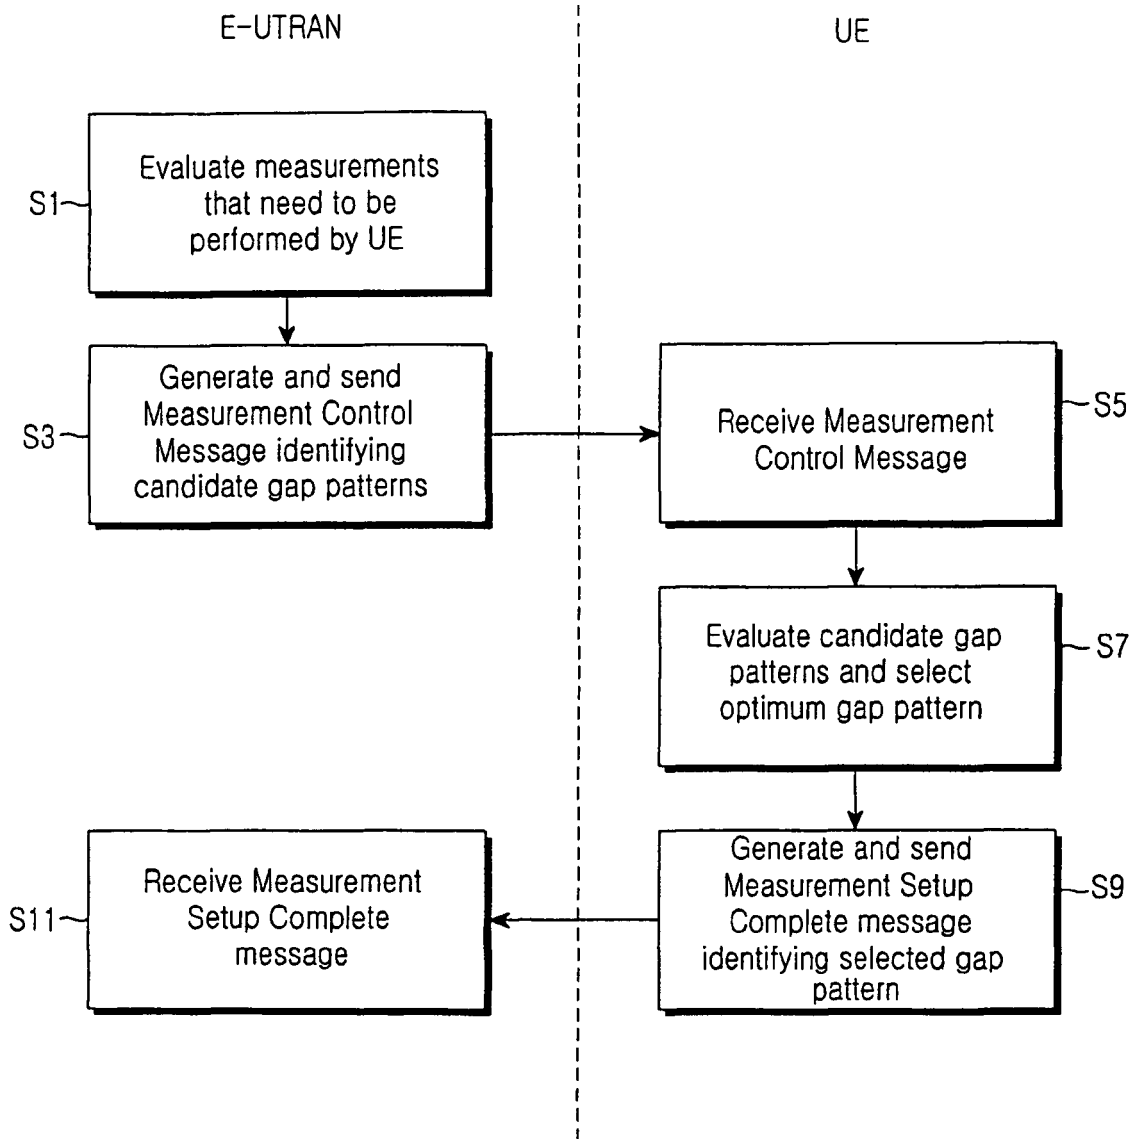 E-UTRAN
UE
S1
Evaluate measurements
that need to be
performed by UE
S3
Generate and send
Measurement Control
Message identifying
candidate gap patterns
S5
Receive Measurement
Control Message
S7
Evaluate candidate gap
patterns and select
optimum gap pattern
S9
Generate and send
Measurement Setup
Complete message
identifying selected gap
pattern
S11
Receive Measurement
Setup Complete
message